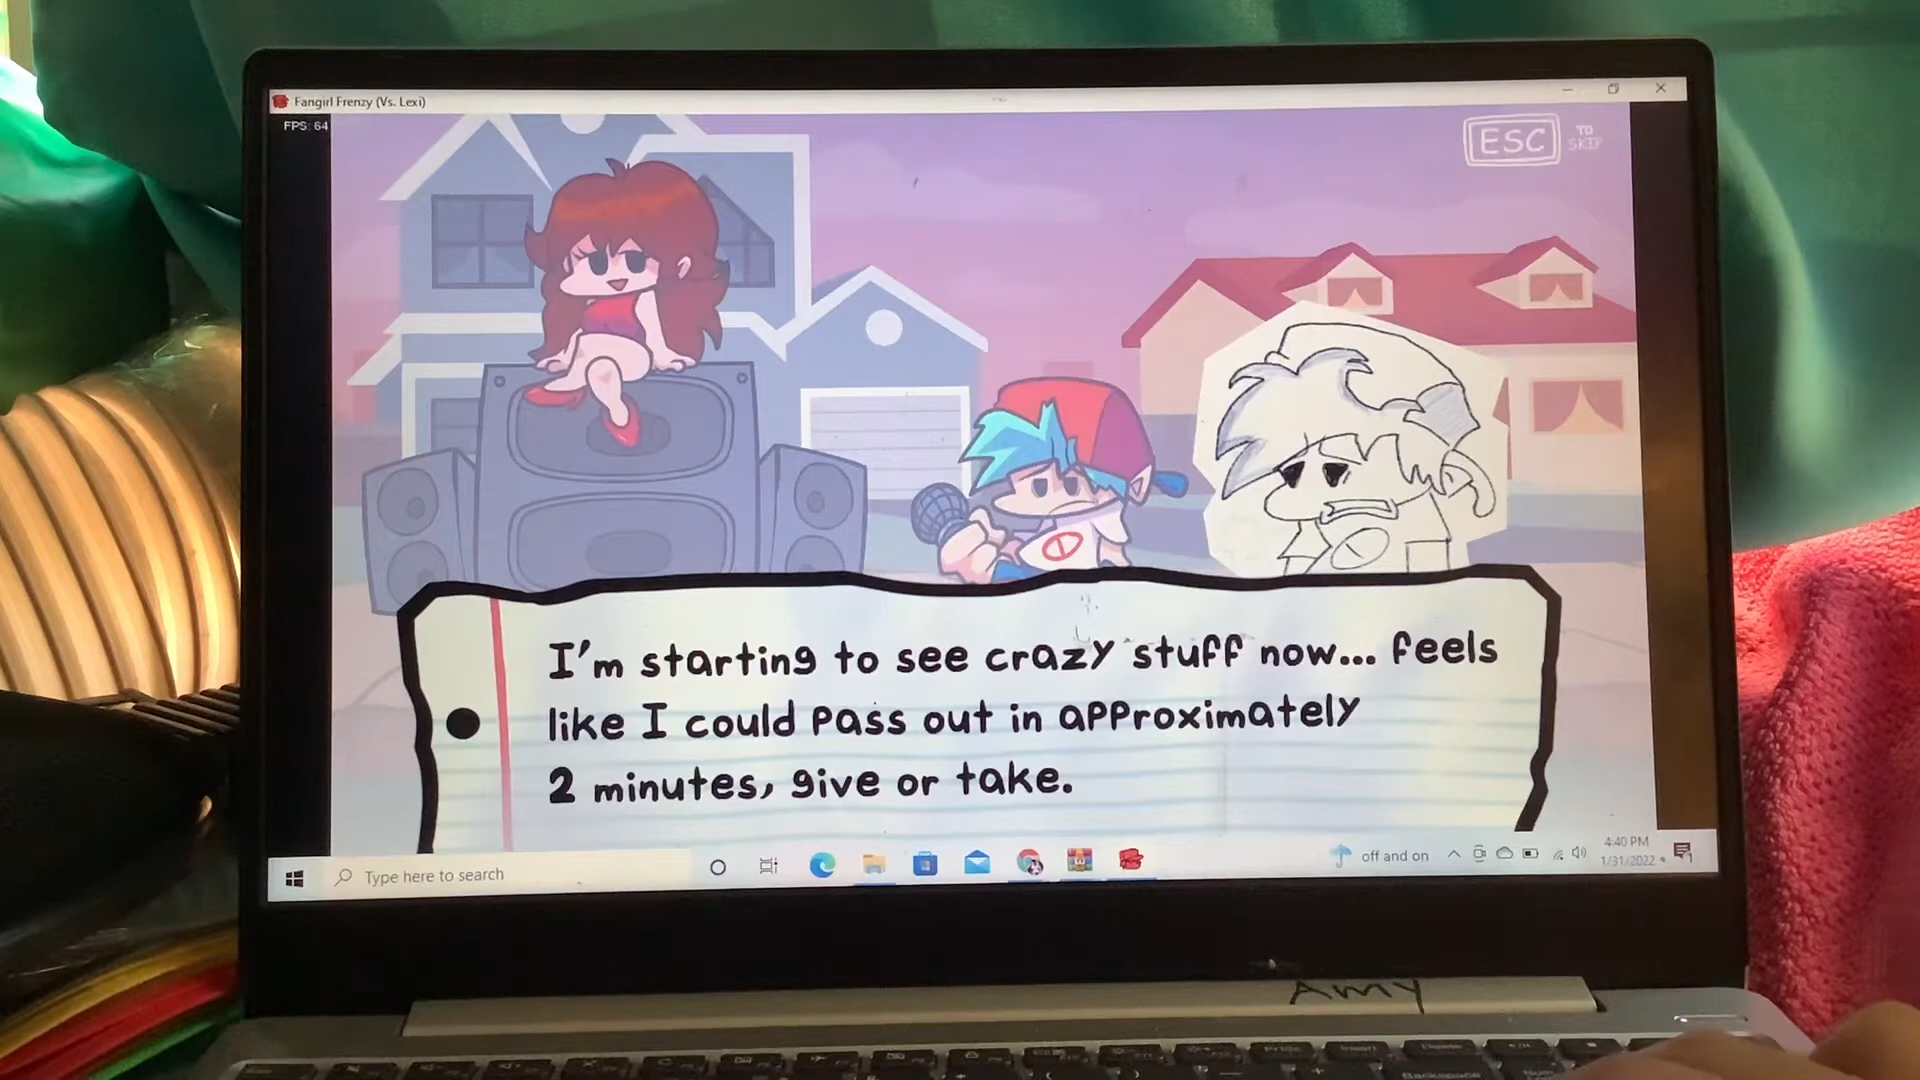 Fangirl Frenzy (Vs. Lexi)
FPS: 64
ESC TO SKIP
I'm starting to see crazy stuff now... feels
like I could pass out in approximately
2 minutes, give or take.
Type here to search
off and on
4:40 PM
1/31/2022
Amy
Backspace